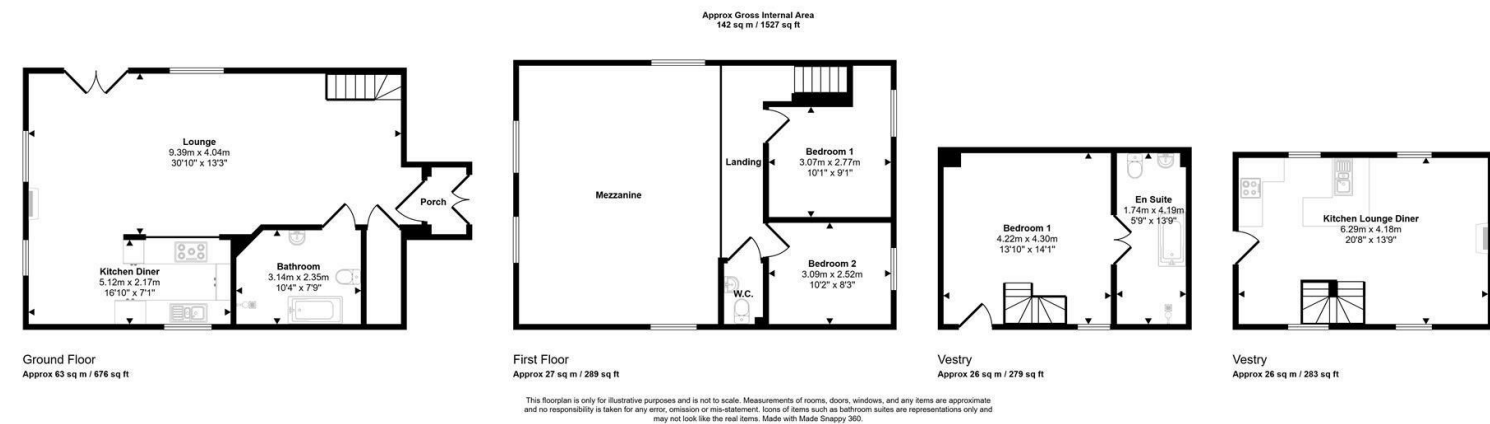 Approx Gross Internal Area
142 sq m / 1527 sq ft
Lounge
9.39m x 4.04m
30'10" x 13'3"
Porch
Kitchen Diner
5.12m x 2.17m
16'10" x 7'1"
Bathroom
3.14m x 2.35m
10'4" x 7'9"
Ground Floor
Approx 63 sq m / 676 sq ft
Mezzanine
Landing
Bedroom 1
3.07m x 2.77m
10'1" x 9'1"
Bedroom 2
3.09m x 2.52m
10'2" x 8'3"
W.C.
First Floor
Approx 27 sq m / 289 sq ft
Bedroom 1
4.22m x 4.30m
13'10" x 14'1"
En Suite
1.74m x 4.19m
5'9" x 13'9"
Vestry
Approx 26 sq m / 279 sq ft
Kitchen Lounge Diner
6.29m x 4.18m
20'8" x 13'9"
Vestry
Approx 26 sq m / 283 sq ft
This floorplan is only for illustrative purposes and is not to scale. Measurements of rooms, doors, windows, and any items are approximate
and no responsibility is taken for any error, omission or mis-statement. Icons of items such as bathroom suites are representations only and
may not look like the real items. Made with Made Snappy 360.